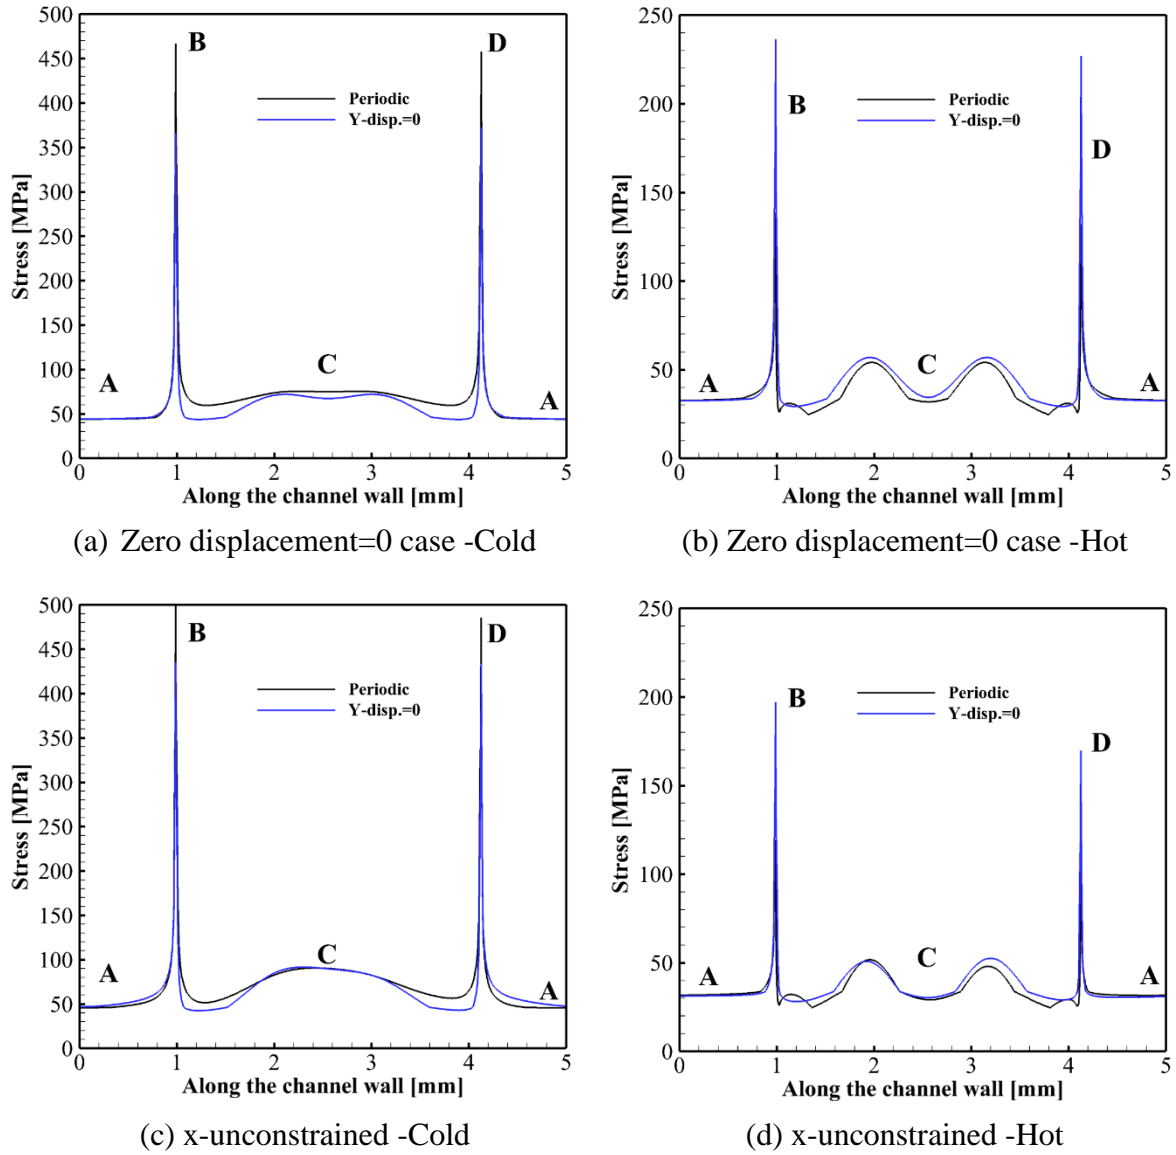 500
450
400
350
300
250
200
150
100
50
0
Stress [MPa]
B
D
Periodic
Y-disp.=0
A
C
A
0 1 2 3 4 5
Along the channel wall [mm]
(a) Zero displacement=0 case -Cold
250
200
150
100
50
0
Stress [MPa]
B
D
Periodic
Y-disp.=0
A
C
A
0 1 2 3 4 5
Along the channel wall [mm]
(b) Zero displacement=0 case -Hot
500
450
400
350
300
250
200
150
100
50
0
Stress [MPa]
B
D
Periodic
Y-disp.=0
A
C
A
0 1 2 3 4 5
Along the channel wall [mm]
(c) x-unconstrained -Cold
250
200
150
100
50
0
Stress [MPa]
B
D
Periodic
Y-disp.=0
A
C
A
0 1 2 3 4 5
Along the channel wall [mm]
(d) x-unconstrained -Hot